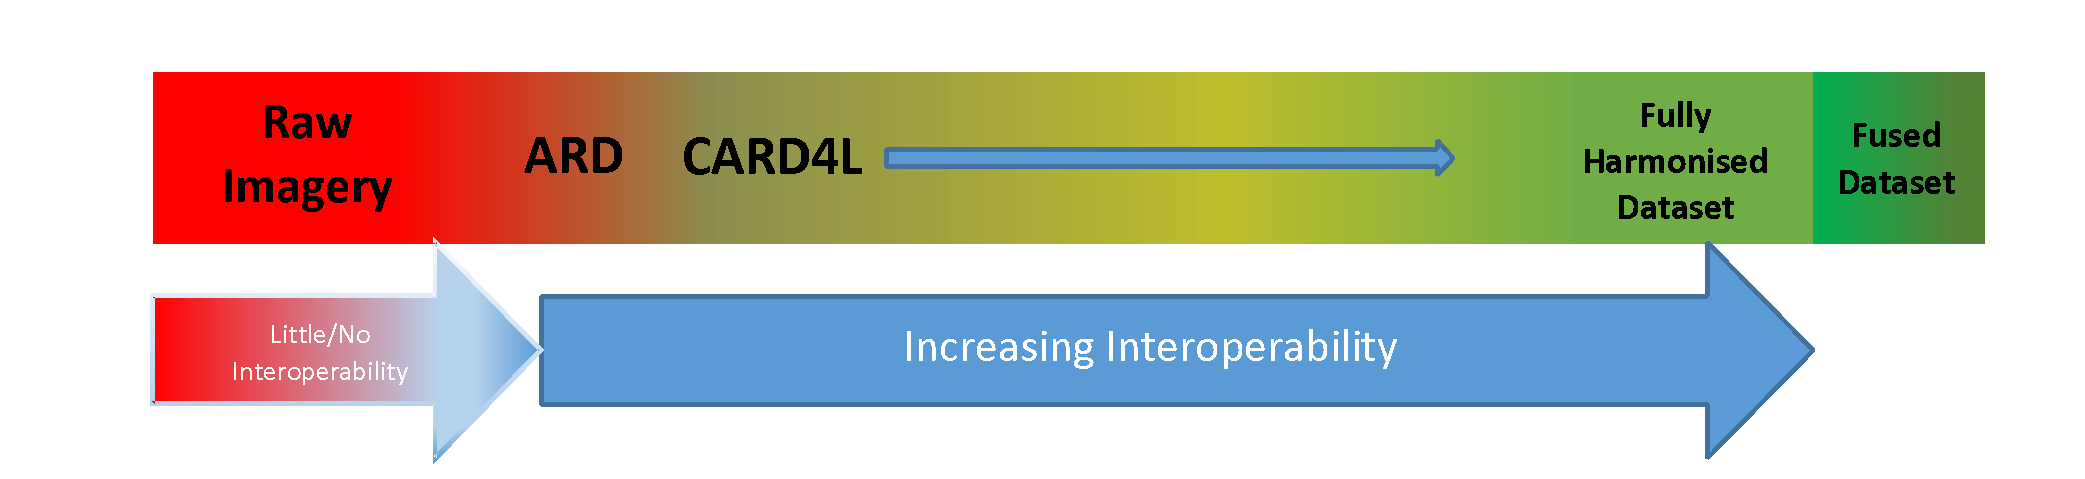 Raw
Imagery
ARD
CARD4L
Fully
Harmonised
Dataset
Fused
Dataset
Little/No
Interoperability
Increasing Interoperability